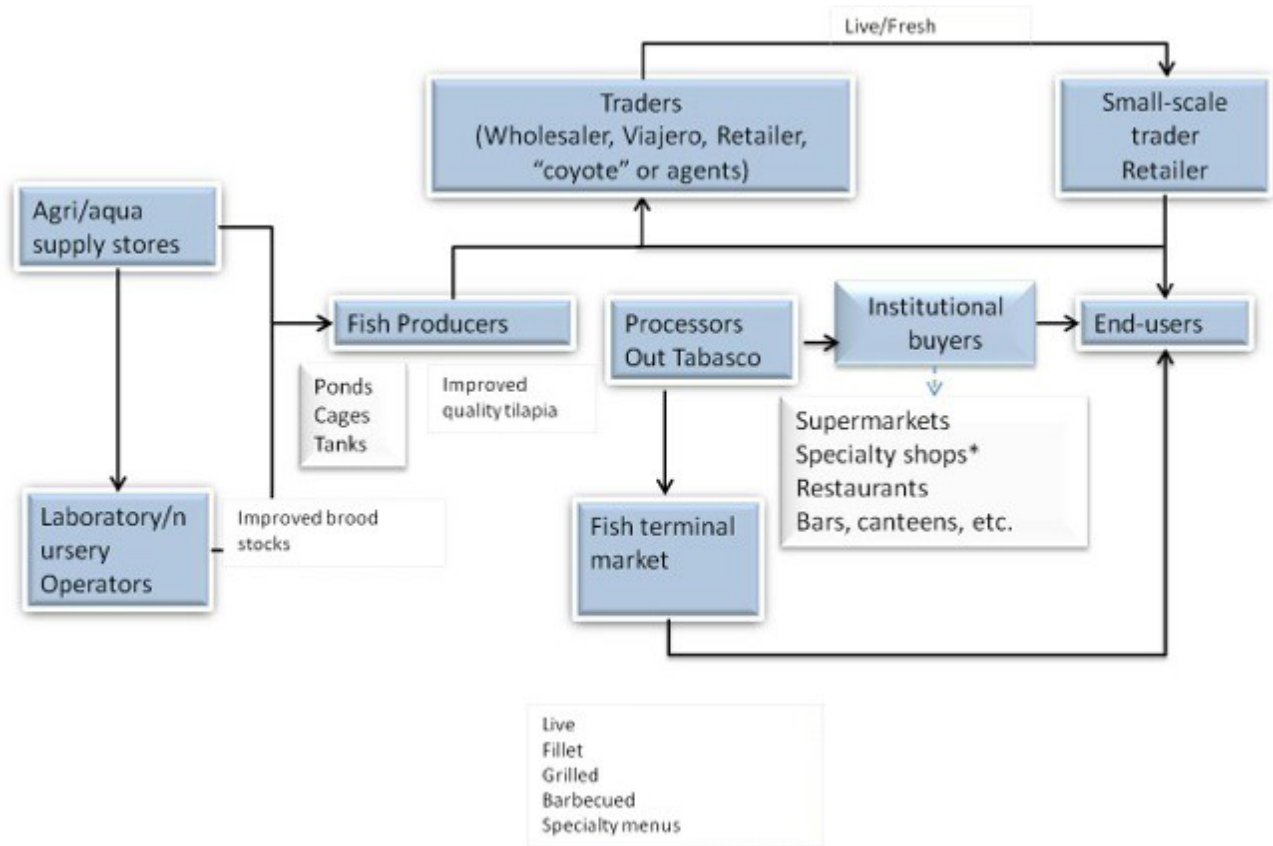 Live/Fresh
Traders
(Wholesaler, Viajero, Retailer,
“coyote” or agents)
Small-scale
trader
Retailer
Agri/aqua
supply stores
Fish Producers
Processors
Out Tabasco
Institutional
buyers
End-users
Ponds
Cages
Tanks
Improved
quality tilapia
Supermarkets
Specialty shops*
Restaurants
Bars, canteens, etc.
Laboratory/n
ursery
Operators
Improved brood
stocks
Fish terminal
market
Live
Fillet
Grilled
Barbecued
Specialty menus